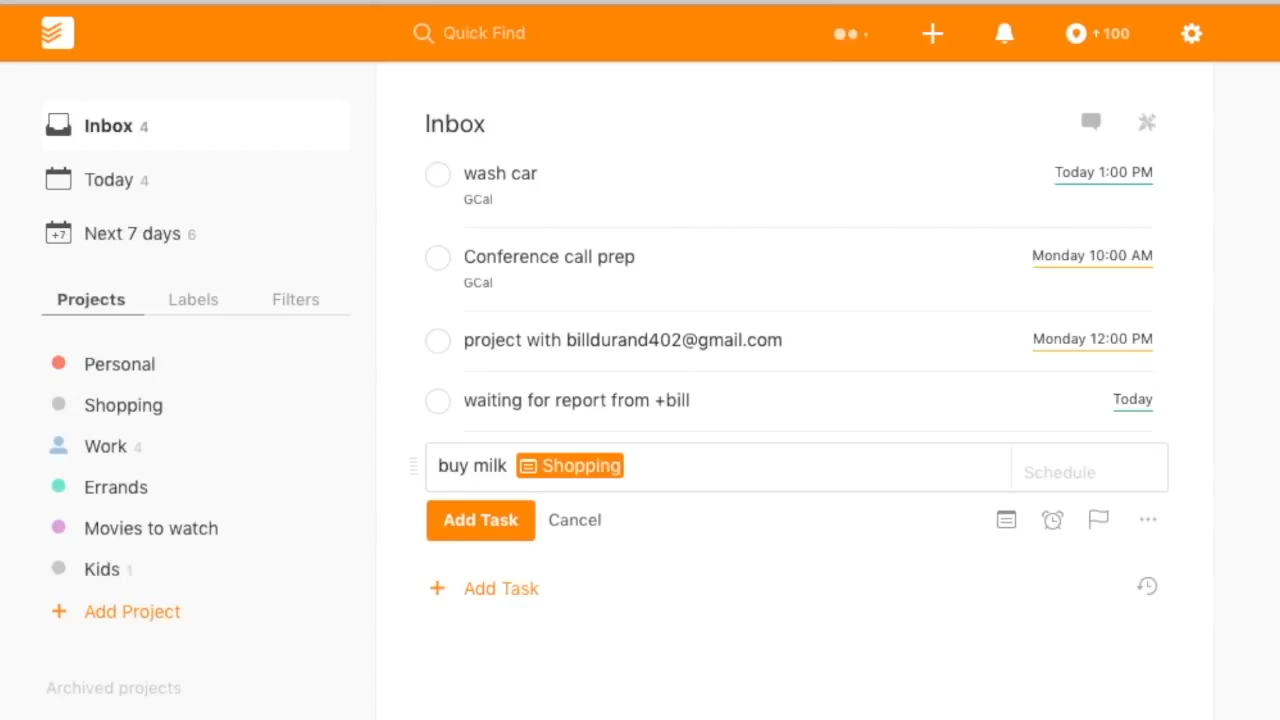 Quick Find
+100
Inbox 4
Today 4
Next 7 days 6
+7
Projects Labels Filters
Personal
Shopping
Work 4
Errands
Movies to watch
Kids 1
+ Add Project
Archived projects
Inbox
wash car Today 1:00 PM
GCal
Conference call prep Monday 10:00 AM
GCal
project with billdurand402@gmail.com Monday 12:00 PM
waiting for report from +bill Today
buy milk Shopping Schedule
Add Task Cancel
+ Add Task